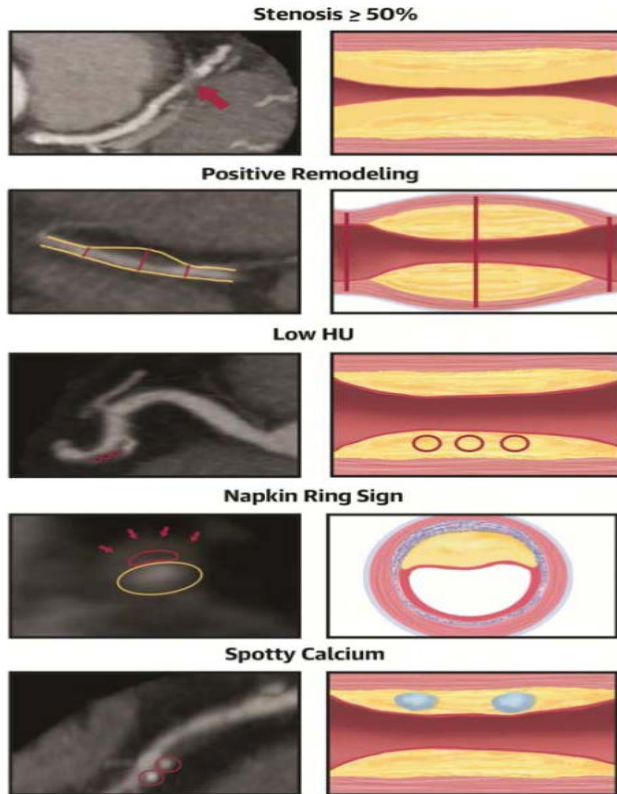 Stenosis ≥ 50%
Positive Remodeling
Low HU
Napkin Ring Sign
Spotty Calcium